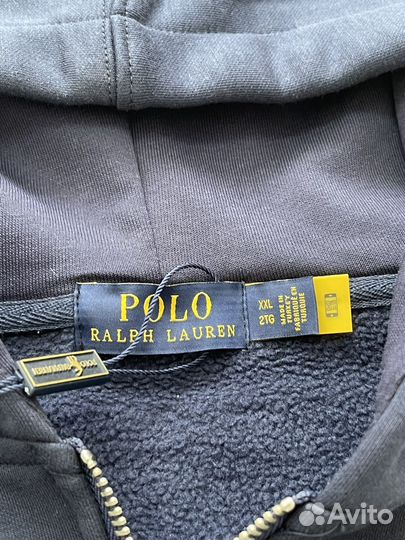 POLO
RALPH LAUREN
XXL
2TG
MADE IN
TURKEY
FABRIQUÉ EN
TURQUIE
Avito